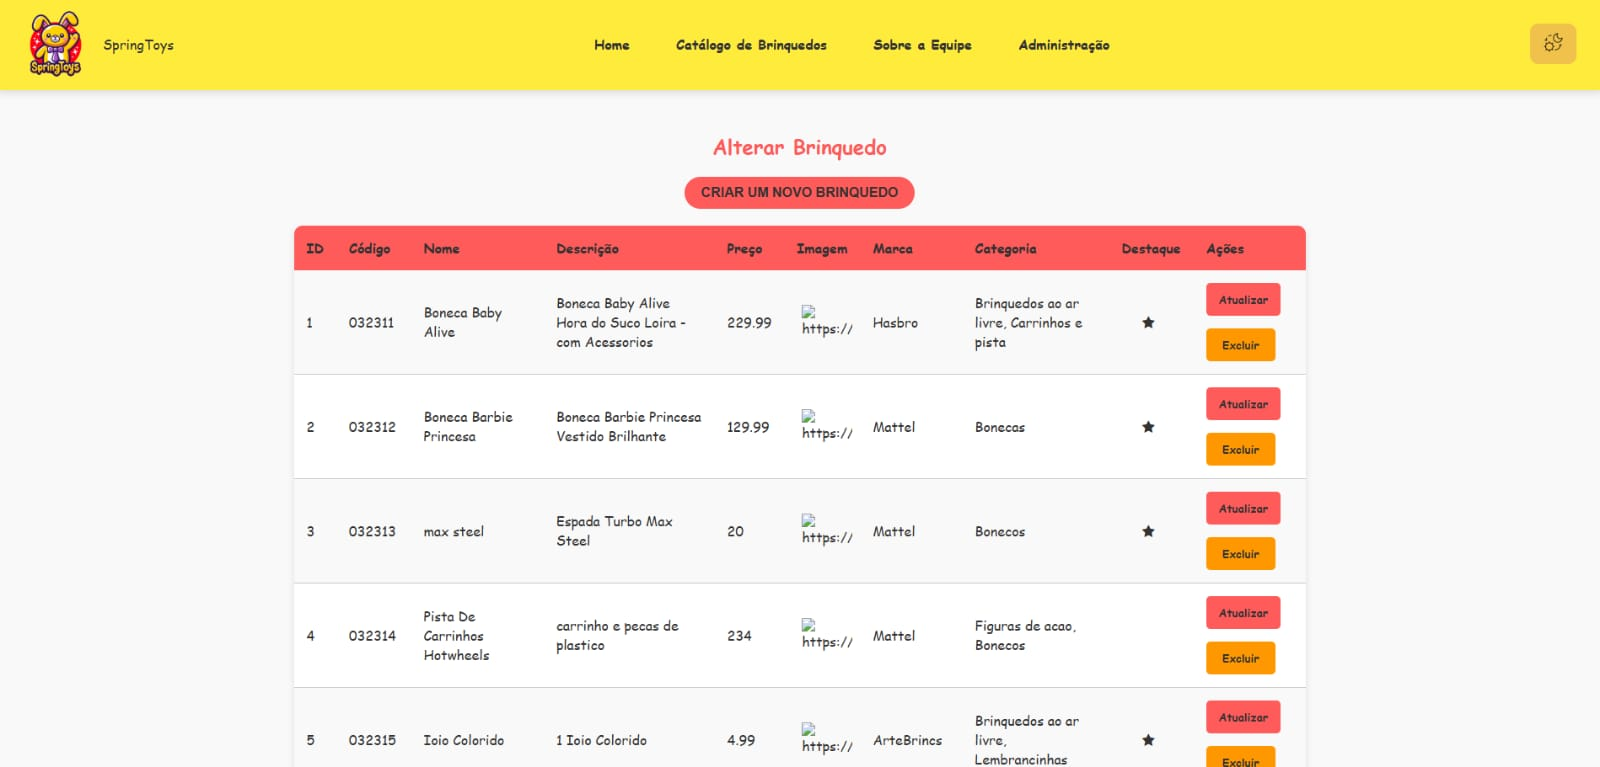 SpringToys
SpringToys
Home
Catálogo de Brinquedos
Sobre a Equipe
Administração
Alterar Brinquedo
CRIAR UM NOVO BRINQUEDO
ID Código Nome Descrição Preço Imagem Marca Categoria Destaque Ações
1
032311
Boneca Baby
Alive
Boneca Baby Alive
Hora do Suco Loira -
com Acessorios
229.99
https://
Hasbro
Brinquedos ao ar
livre, Carrinhos e
pista
★
Atualizar
Excluir
2
032312
Boneca Barbie
Princesa
Boneca Barbie Princesa
Vestido Brilhante
129.99
https://
Mattel
Bonecas
★
Atualizar
Excluir
3
032313
max steel
Espada Turbo Max
Steel
20
https://
Mattel
Bonecos
★
Atualizar
Excluir
4
032314
Pista De
Carrinhos
Hotwheels
carrinho e pecas de
plastico
234
https://
Mattel
Figuras de acao,
Bonecos
Atualizar
Excluir
5
032315
Ioio Colorido
1 Ioio Colorido
4.99
https://
ArteBrincs
Brinquedos ao ar
livre,
Lembrancinhas
★
Atualizar
Excluir